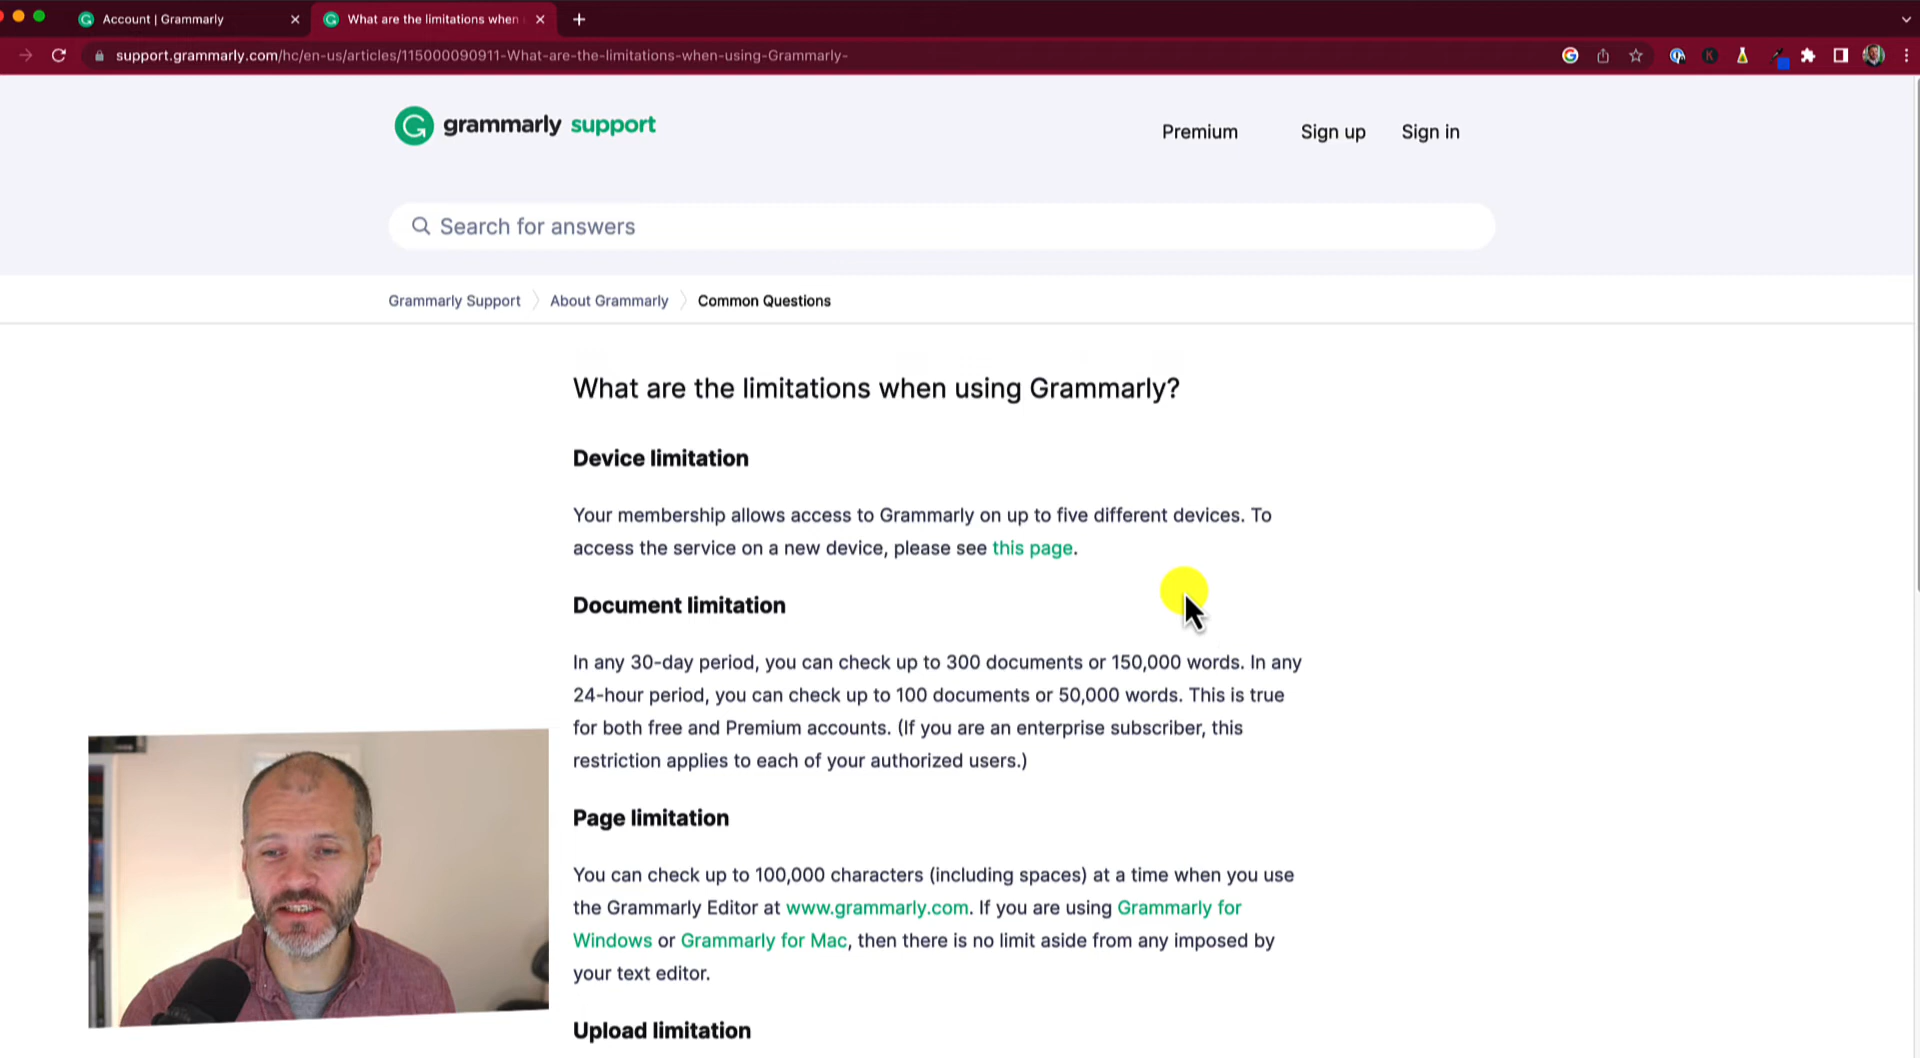 Account | Grammarly
What are the limitations when
support.grammarly.com/hc/en-us/articles/115000090911-What-are-the-limitations-when-using-Grammarly-
grammarly support
Premium
Sign up
Sign in
Search for answers
Grammarly Support
About Grammarly
Common Questions
What are the limitations when using Grammarly?
Device limitation
Your membership allows access to Grammarly on up to five different devices. To
access the service on a new device, please see this page.
Document limitation
In any 30-day period, you can check up to 300 documents or 150,000 words. In any
24-hour period, you can check up to 100 documents or 50,000 words. This is true
for both free and Premium accounts. (If you are an enterprise subscriber, this
restriction applies to each of your authorized users.)
Page limitation
You can check up to 100,000 characters (including spaces) at a time when you use
the Grammarly Editor at www.grammarly.com. If you are using Grammarly for
Windows or Grammarly for Mac, then there is no limit aside from any imposed by
your text editor.
Upload limitation